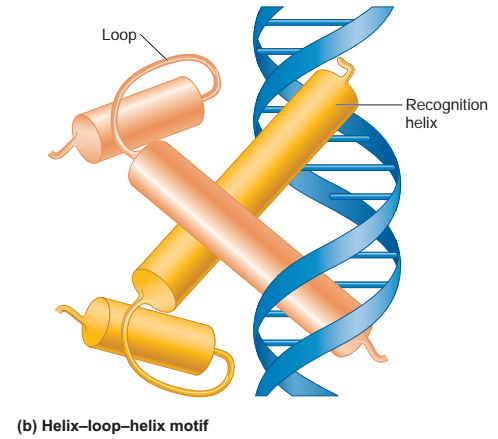 Loop
Recognition
helix
(b) Helix–loop–helix motif